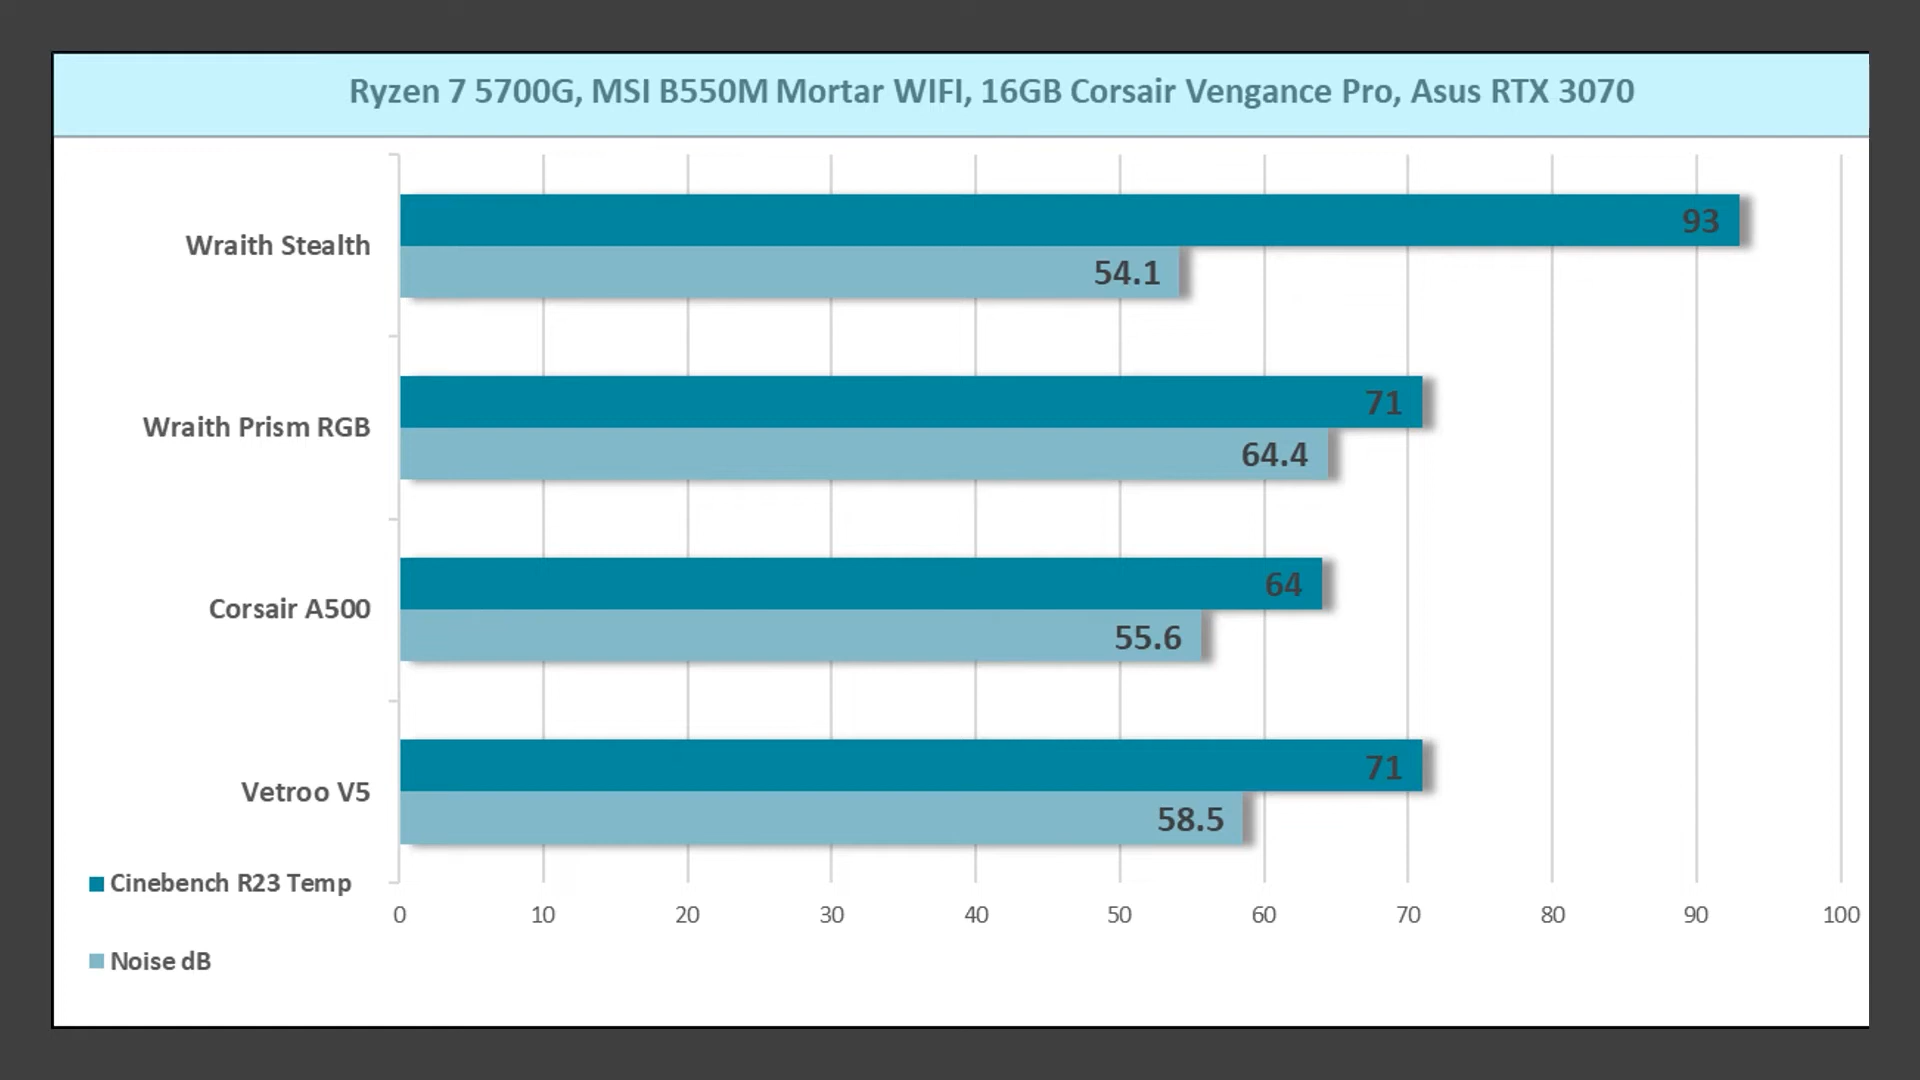 Ryzen 7 5700G, MSI B550M Mortar WIFI, 16GB Corsair Vengance Pro, Asus RTX 3070
Wraith Stealth
93
54.1
Wraith Prism RGB
71
64.4
Corsair A500
64
55.6
Vetroo V5
71
58.5
Cinebench R23 Temp
0 10 20 30 40 50 60 70 80 90 100
Noise dB